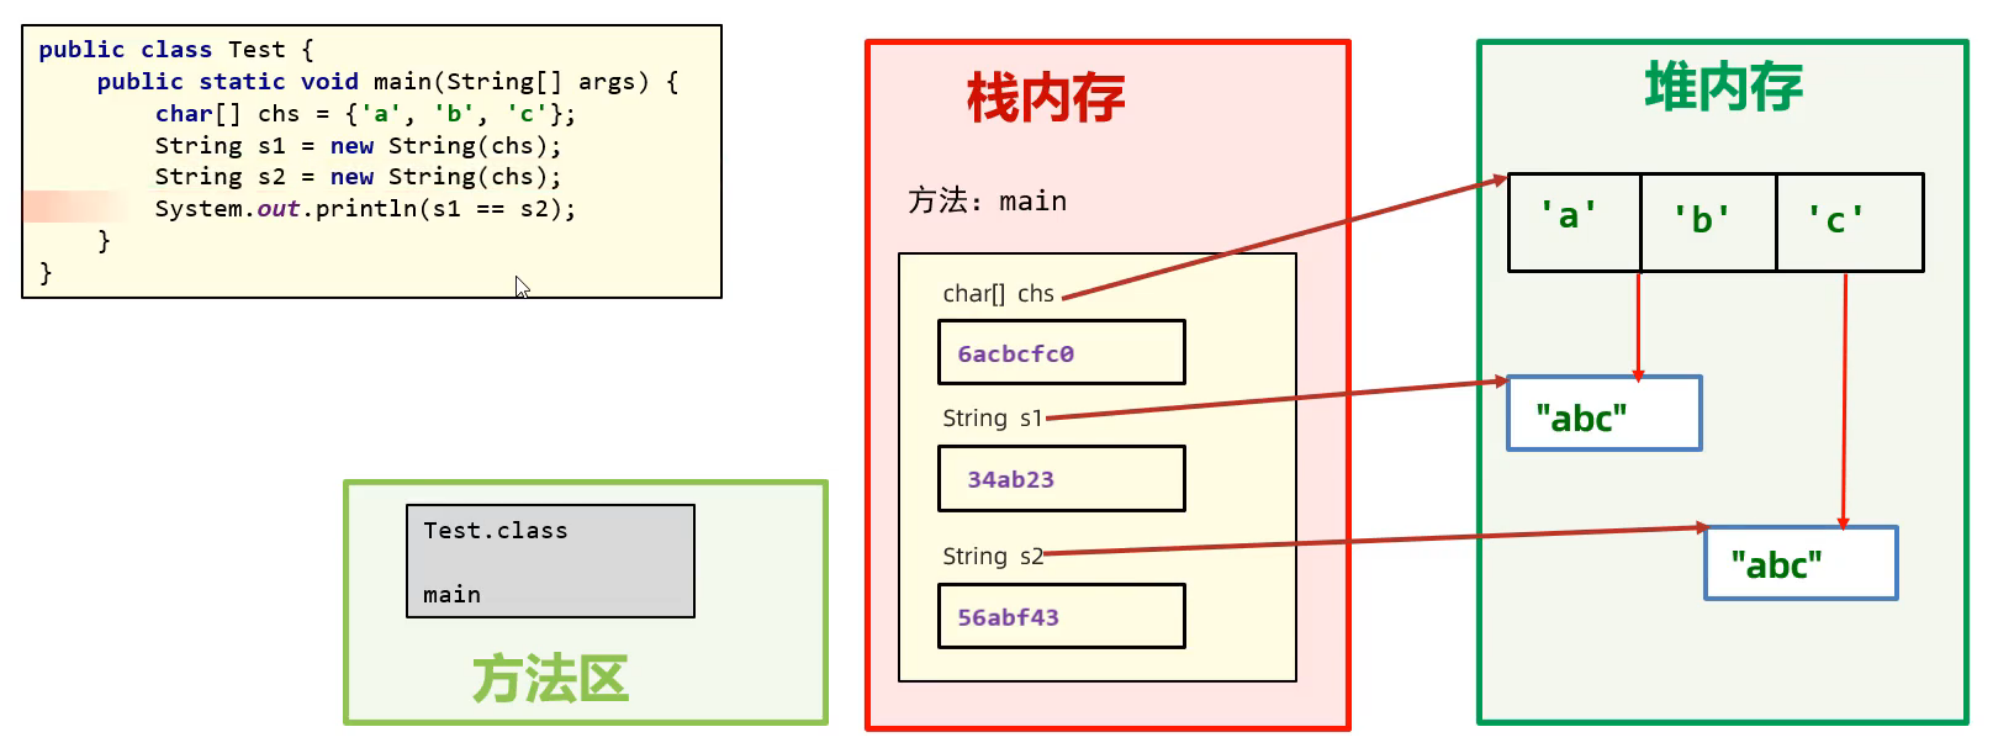 public class Test {
    public static void main(String[] args) {
        char[] chs = {'a', 'b', 'c'};
        String s1 = new String(chs);
        String s2 = new String(chs);
        System.out.println(s1 == s2);
    }
}
Test.class
main
方法区
栈内存
方法: main
char[] chs
6acbcfc0
String s1
34ab23
String s2
56abf43
堆内存
'a' 'b' 'c'
"abc"
"abc"